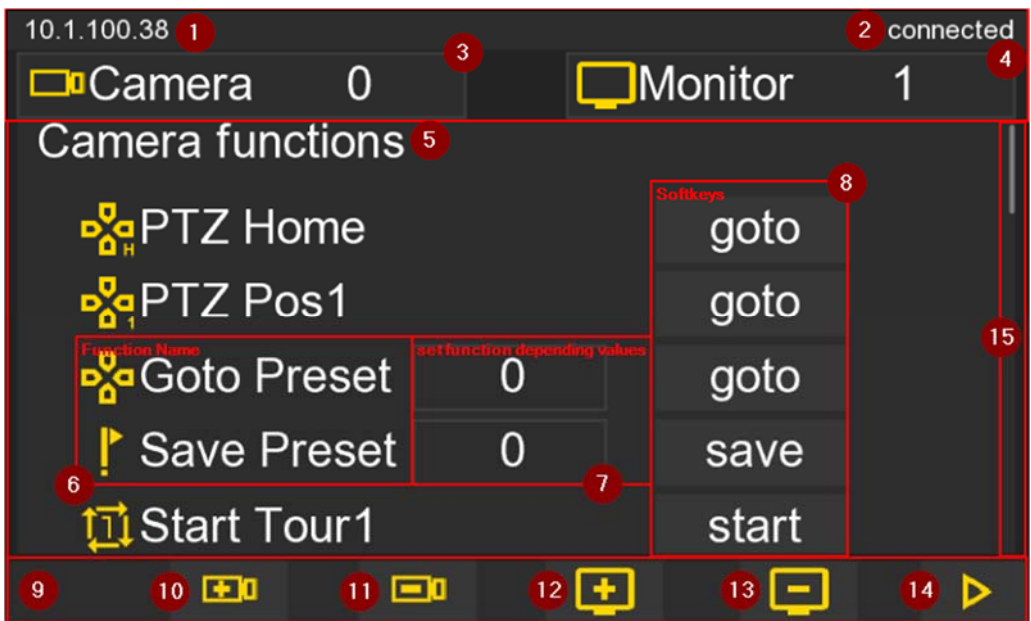 10.1.100.38 1 2 connected
3 4
Camera 0 Monitor 1
Camera functions 5
8
Softkeys
H PTZ Home goto
1 PTZ Pos1 goto
15
Function Name set function depending values
Goto Preset 0 goto
Save Preset 0 save
6 7
1 Start Tour1 start
9 10 11 12 13 14